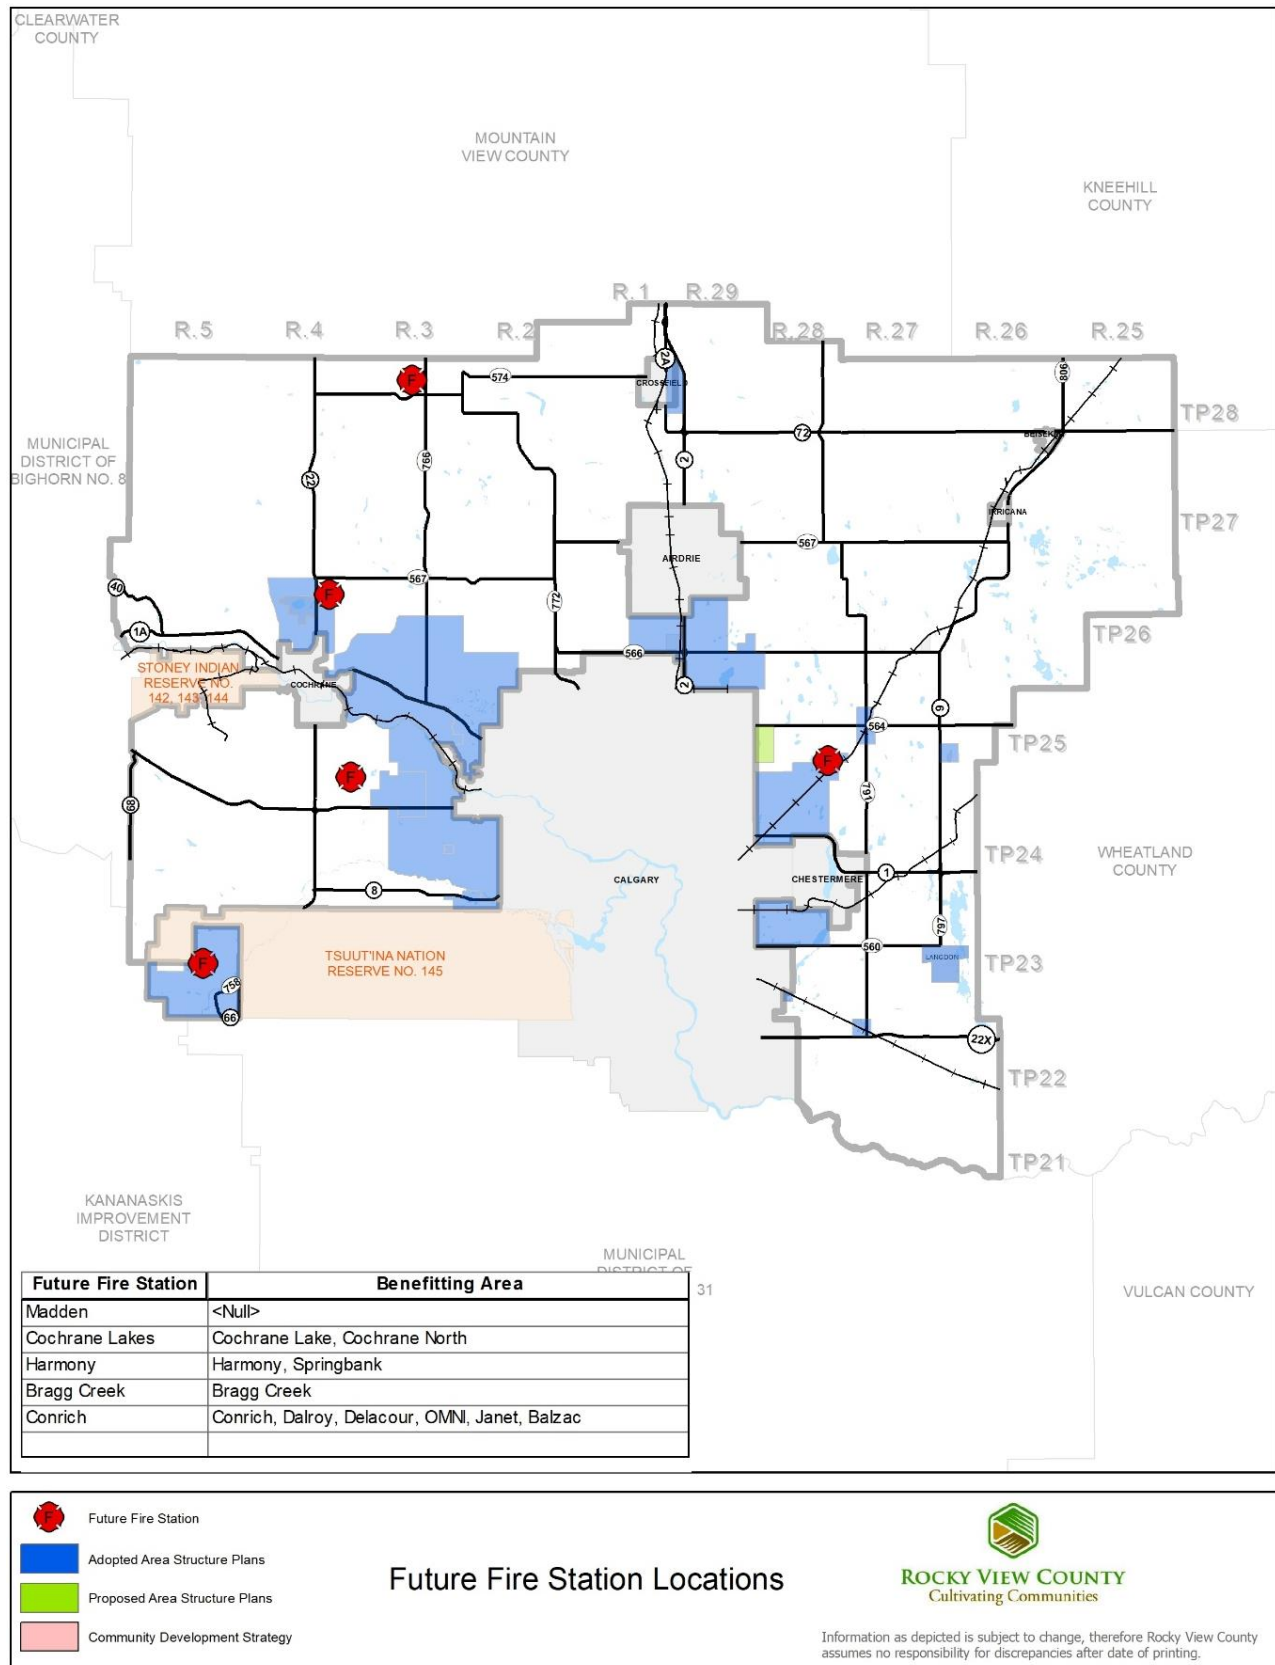 CLEARWATER
COUNTY
MOUNTAIN
VIEW COUNTY
KNEEHILL
COUNTY
R.1 R.29
R.5 R.4 R.3 R.2 R.28 R.27 R.26 R.25
2A
CROSSFIELD
574
806
TP28
MUNICIPAL
DISTRICT OF
BIGHORN NO. 8
72
BEISEKER
22
766
2
IRRICANA
TP27
567
AIRDRIE
567
40
772
1A
TP26
566
STONEY INDIAN
RESERVE NO.
142, 143, 144
COCHRANE
2
9
564
TP25
68
791
TP24
WHEATLAND
COUNTY
CALGARY
CHESTERMERE
1
8
797
560
TSUUT'INA NATION
RESERVE NO. 145
LANGDON
TP23
758
66
22X
TP22
TP21
KANANASKIS
IMPROVEMENT
DISTRICT
MUNICIPAL
DISTRICT OF
31
VULCAN COUNTY
F
F
F
F
F
Future Fire Station Benefitting Area
Madden <Null>
Cochrane Lakes Cochrane Lake, Cochrane North
Harmony Harmony, Springbank
Bragg Creek Bragg Creek
Conrich Conrich, Dalroy, Delacour, OMNI, Janet, Balzac
F Future Fire Station
Adopted Area Structure Plans
Proposed Area Structure Plans
Community Development Strategy
Future Fire Station Locations
ROCKY VIEW COUNTY
Cultivating Communities
Information as depicted is subject to change, therefore Rocky View County
assumes no responsibility for discrepancies after date of printing.